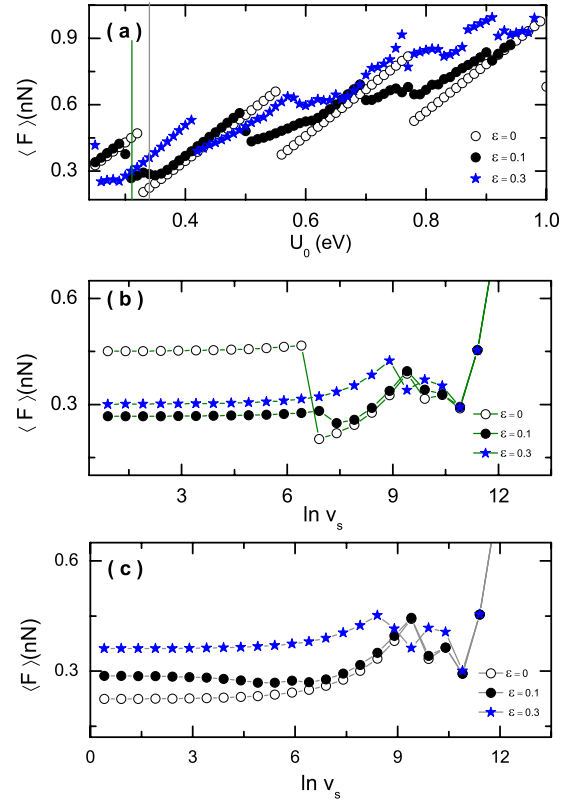 ( a )
0.9
0.6
0.3
⟨ F ⟩(nN)
ε = 0
ε = 0.1
ε = 0.3
0.4 0.6 0.8 1.0
U₀ (eV)
( b )
0.6
0.3
⟨ F ⟩(nN)
ε = 0
ε = 0.1
ε = 0.3
3 6 9 12
ln vₛ
( c )
0.6
0.3
⟨ F ⟩(nN)
ε = 0
ε = 0.1
ε = 0.3
0 3 6 9 12
ln vₛ